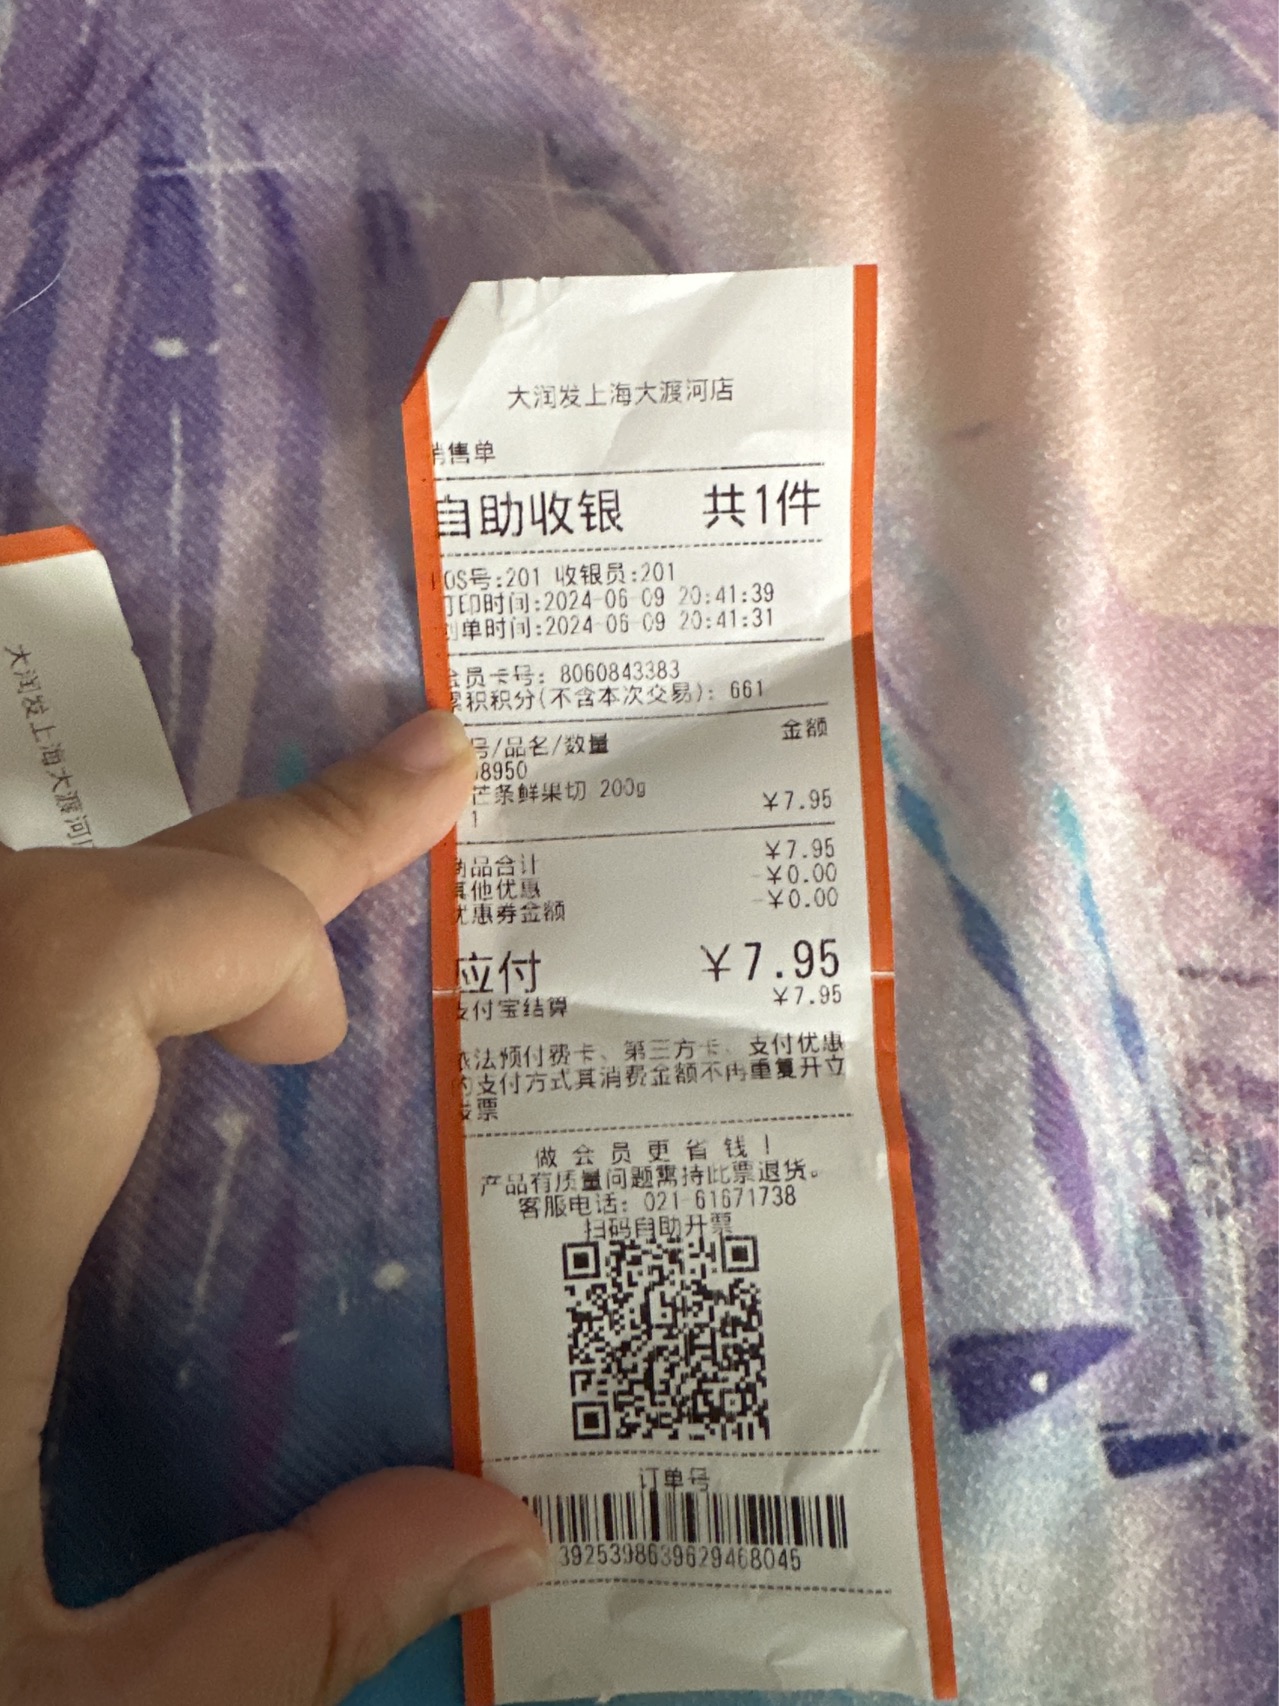 大润发上海大渡河店
销售单
自助收银 共1件
POS号:201 收银员:201
打印时间:2024-06-09 20:41:39
创单时间:2024-06-09 20:41:31
会员卡号: 8060843383
累积积分(不含本次交易): 661
号/品名/数量 金额
8950
芒条鲜果切 200g ¥7.95
1
商品合计 ¥7.95
其他优惠 -¥0.00
优惠券金额 -¥0.00
应付 ¥7.95
支付宝结算 ¥7.95
依法预付费卡、第三方卡、支付优惠
的支付方式其消费金额不再重复开立
发票
做会员更省钱!
产品有质量问题需持此票退货。
客服电话: 021-61671738
扫码自助开票
订单号
3925398639629468045
大润发上海大渡河